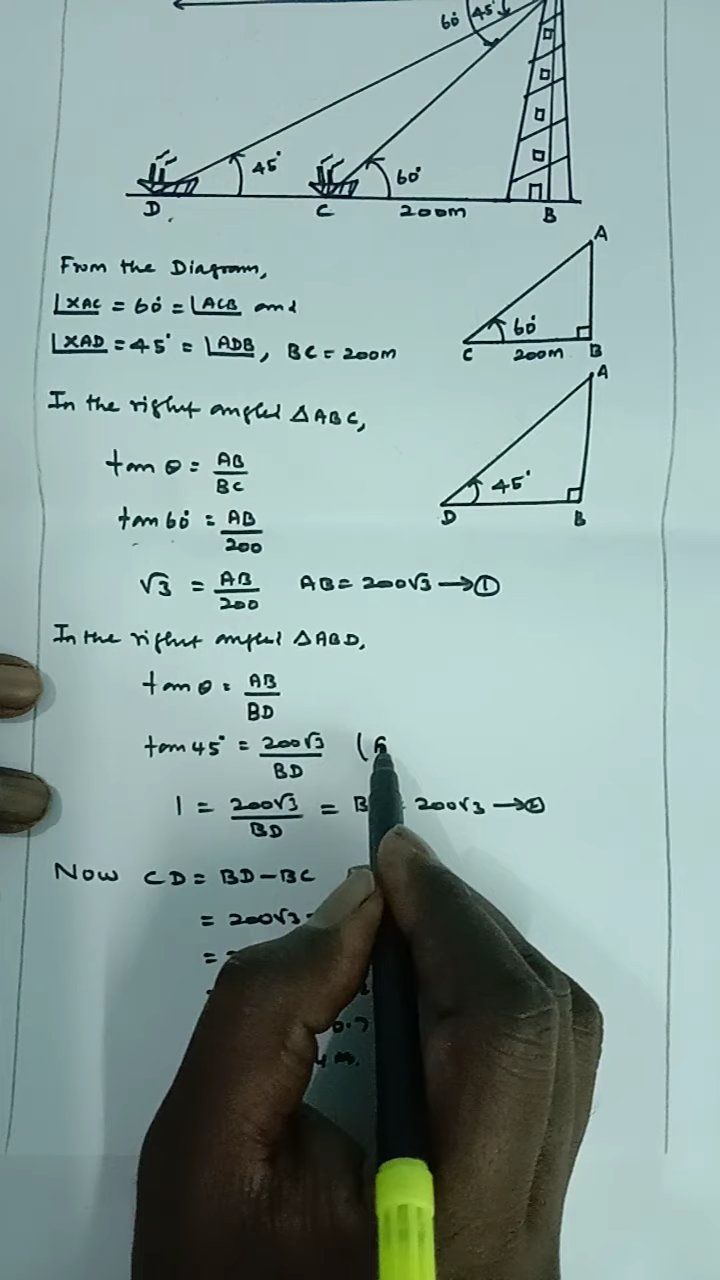 60° 45°
45°
60°
D C 200m B
A
From the Diagram,
∠XAC = 60° = ∠ACB and
60°
∠XAD = 45° = ∠ADB, BC = 200m
C 200m B
A
In the right angled △ABC,
tan θ = AB/BC
45°
D B
tan 60° = AB/200
√3 = AB/200 AB = 200√3 → ①
In the right angled △ABD,
tan θ = AB/BD
tan 45° = 200√3/BD (
1 = 200√3/BD = B 200√3 → ②
Now CD = BD - BC
= 200√3 -
=
0.7
4 m.